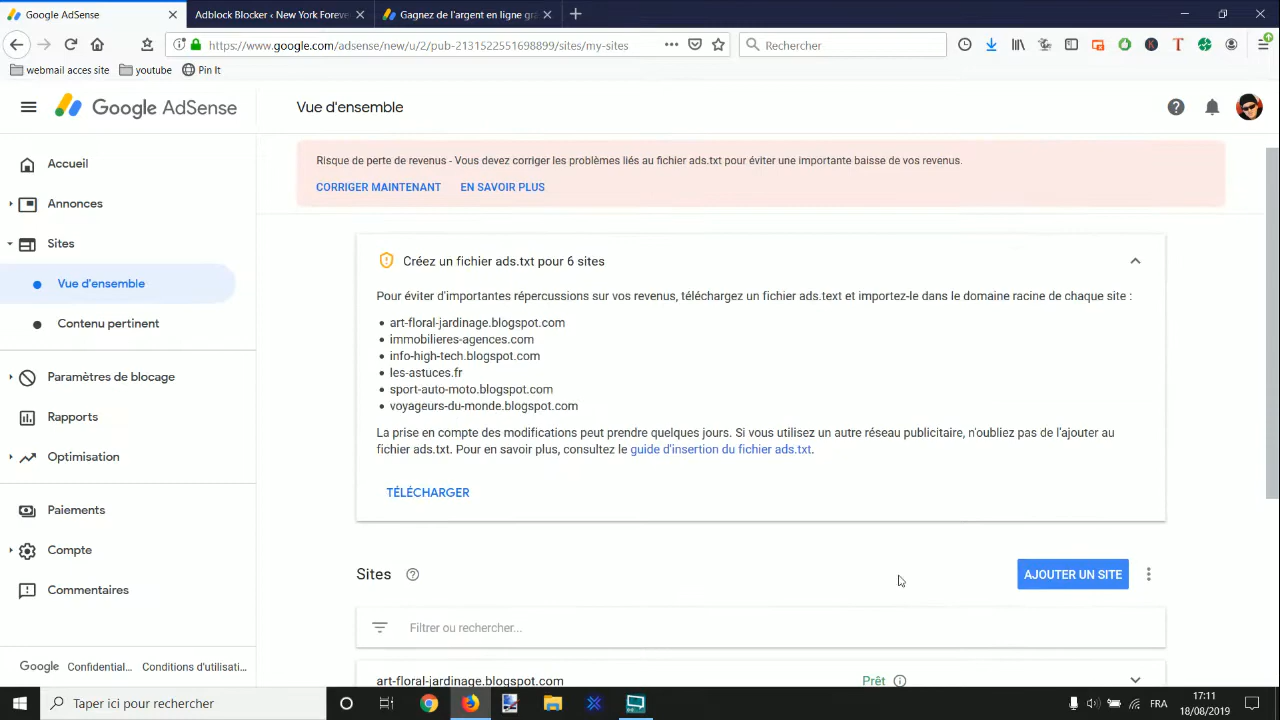 Google AdSense
Adblock Blocker ‹ New York Foreve
Gagnez de l'argent en ligne gr
https://www.google.com/adsense/new/u/2/pub-2131522551698899/sites/my-sites
Rechercher
webmail acces site
youtube
Pin It
Google AdSense
Vue d'ensemble
Accueil
Annonces
Sites
Vue d'ensemble
Contenu pertinent
Paramètres de blocage
Rapports
Optimisation
Paiements
Compte
Commentaires
Google Confidential... Conditions d'utilisati...
Risque de perte de revenus - Vous devez corriger les problèmes liés au fichier ads.txt pour éviter une importante baisse de vos revenus.
CORRIGER MAINTENANT EN SAVOIR PLUS
Créez un fichier ads.txt pour 6 sites
Pour éviter d'importantes répercussions sur vos revenus, téléchargez un fichier ads.text et importez-le dans le domaine racine de chaque site :
• art-floral-jardinage.blogspot.com
• immobilieres-agences.com
• info-high-tech.blogspot.com
• les-astuces.fr
• sport-auto-moto.blogspot.com
• voyageurs-du-monde.blogspot.com
La prise en compte des modifications peut prendre quelques jours. Si vous utilisez un autre réseau publicitaire, n'oubliez pas de l'ajouter au
fichier ads.txt. Pour en savoir plus, consultez le guide d'insertion du fichier ads.txt.
TÉLÉCHARGER
Sites
AJOUTER UN SITE
Filtrer ou rechercher...
art-floral-jardinage.blogspot.com Prêt
Taper ici pour rechercher
FRA
17:11
18/08/2019